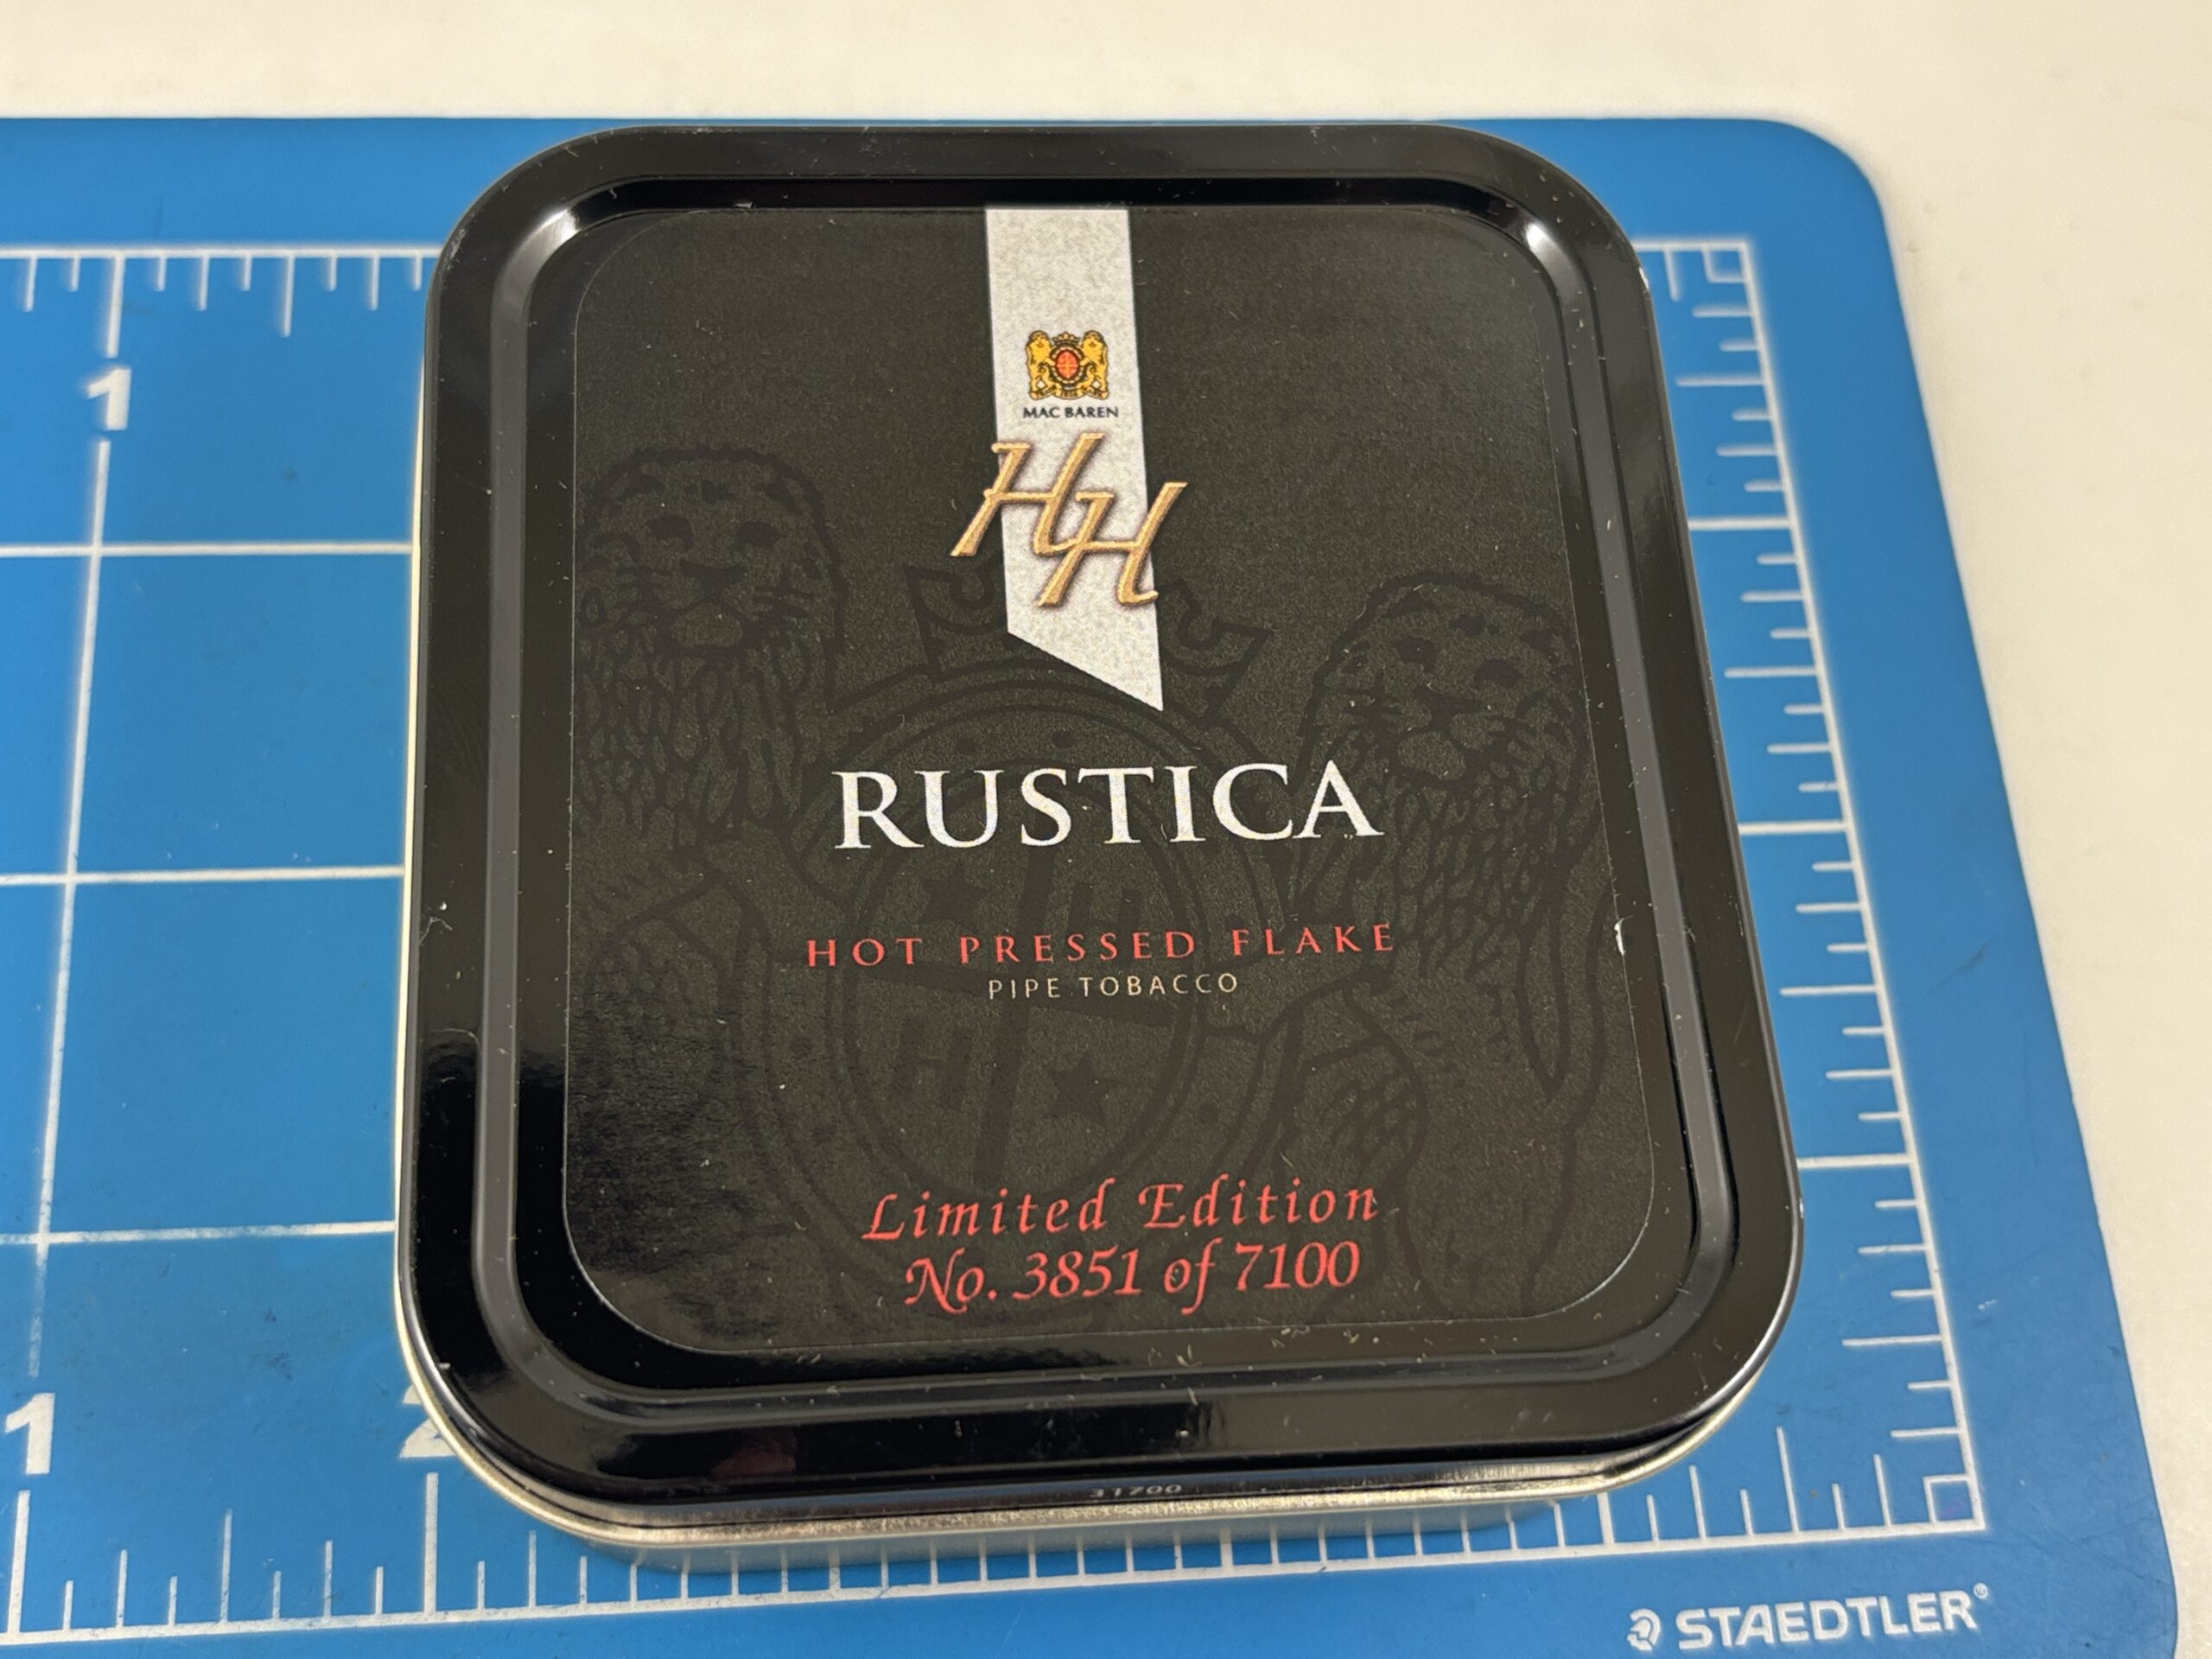 1
MAC BAREN
HH
RUSTICA
HOT PRESSED FLAKE
PIPE TOBACCO
Limited Edition
No. 3851 of 7100
1
2
31700
STAEDTLER®